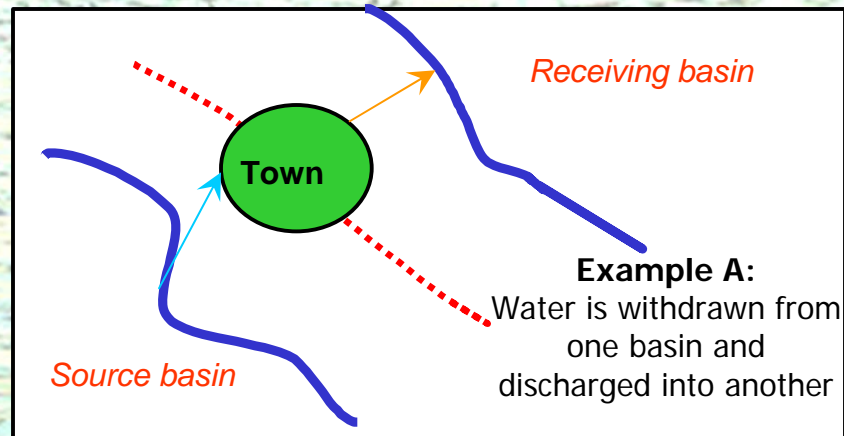 Receiving basin
Town
Example A:
Water is withdrawn from
one basin and
discharged into another
Source basin